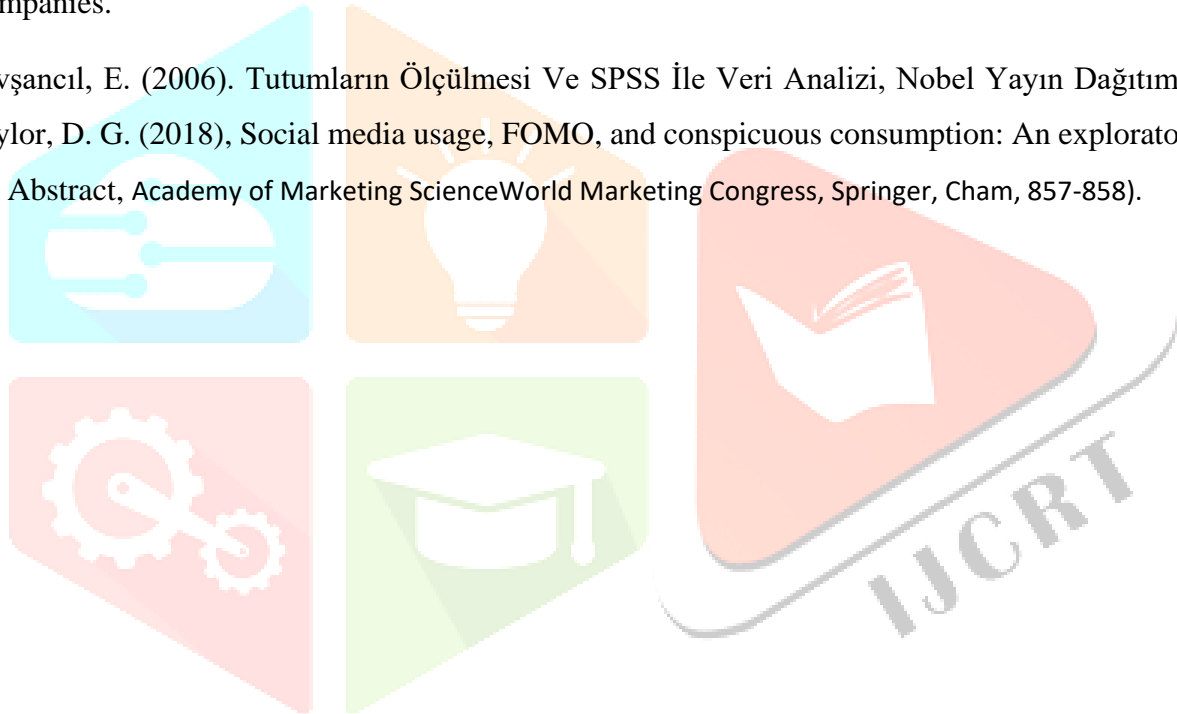 mpanies.
vşancıl, E. (2006). Tutumların Ölçülmesi Ve SPSS İle Veri Analizi, Nobel Yayın Dağıtım
ylor, D. G. (2018), Social media usage, FOMO, and conspicuous consumption: An explorato
Abstract, Academy of Marketing ScienceWorld Marketing Congress, Springer, Cham, 857-858).
IJCRT